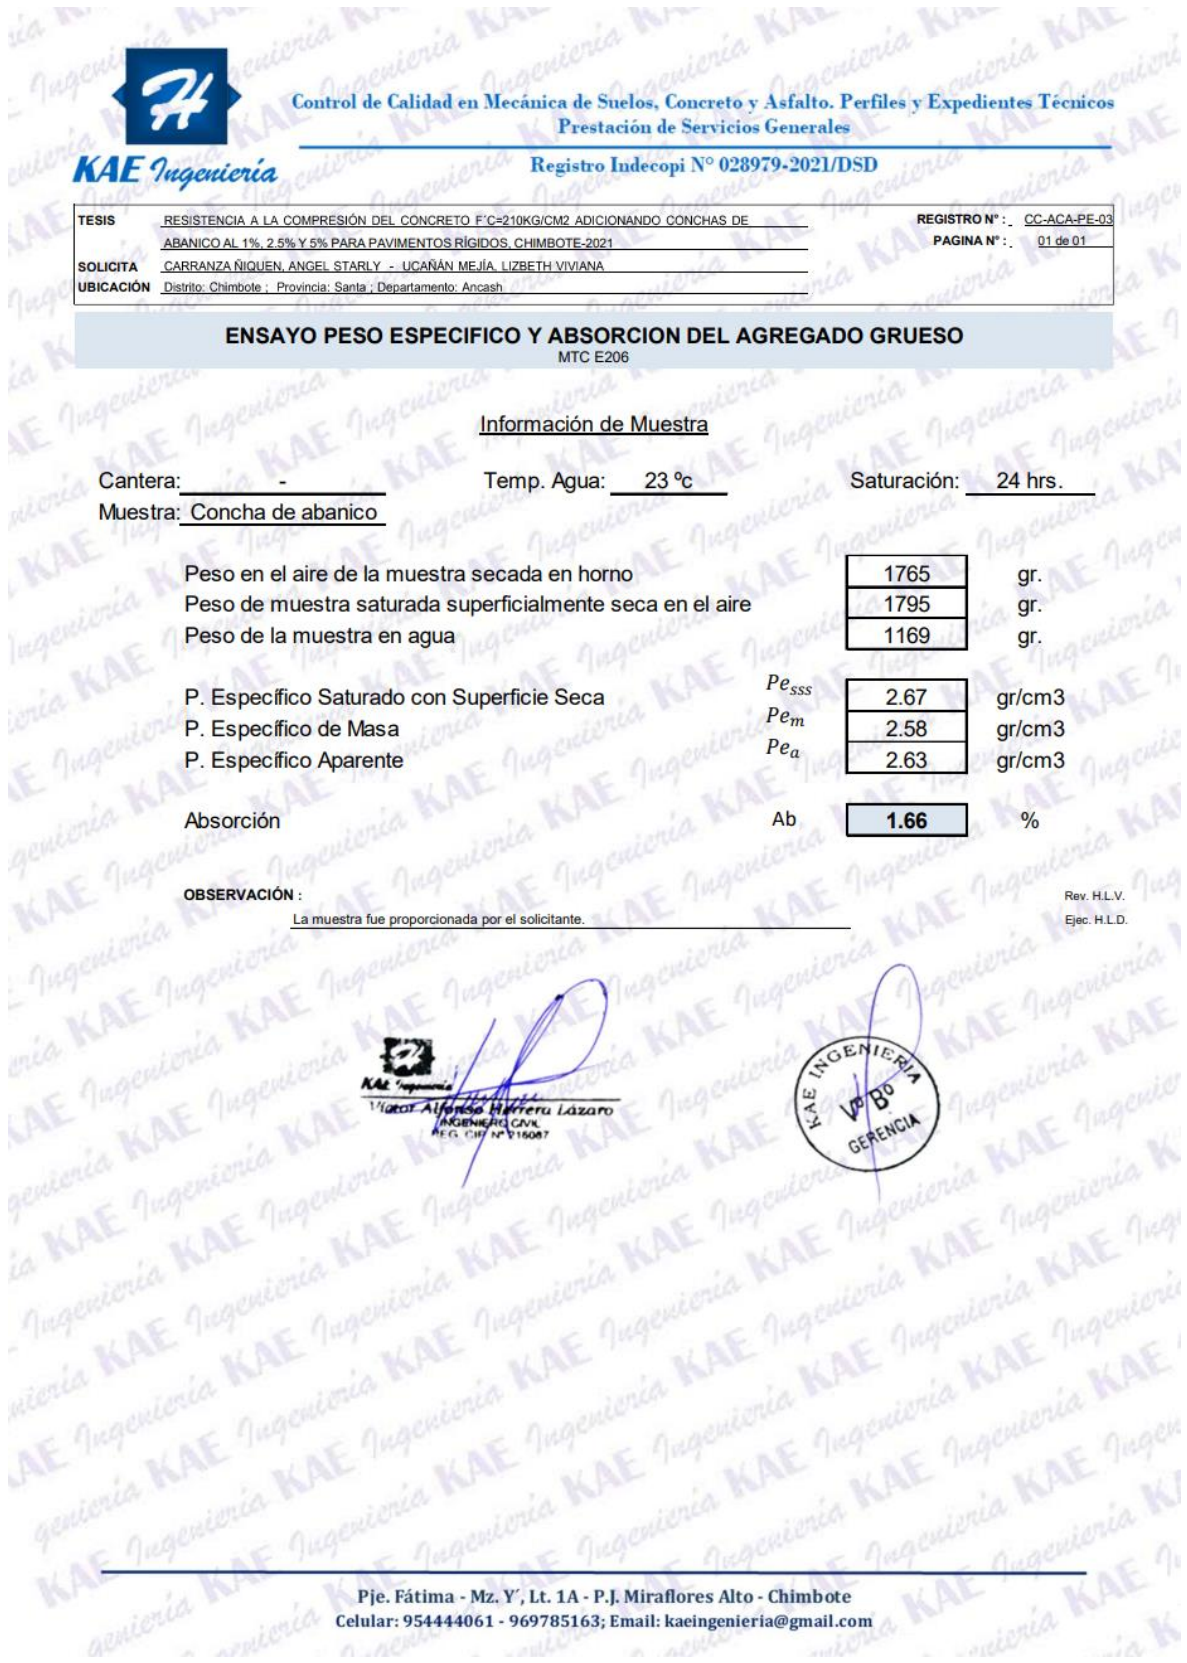 Control de Calidad en Mecánica de Suelos, Concreto y Asfalto. Perfiles y Expedientes Técnicos
Prestación de Servicios Generales
KAE Ingeniería
Registro Indecopi N° 028979-2021/DSD
TESIS RESISTENCIA A LA COMPRESIÓN DEL CONCRETO F´C=210KG/CM2 ADICIONANDO CONCHAS DE REGISTRO N° : CC-ACA-PE-03
ABANICO AL 1%, 2.5% Y 5% PARA PAVIMENTOS RÍGIDOS, CHIMBOTE-2021 PAGINA N° : 01 de 01
SOLICITA CARRANZA ÑIQUEN, ANGEL STARLY - UCAÑÁN MEJÍA, LIZBETH VIVIANA
UBICACIÓN Distrito: Chimbote ; Provincia: Santa ; Departamento: Ancash
ENSAYO PESO ESPECIFICO Y ABSORCION DEL AGREGADO GRUESO
MTC E206
Información de Muestra
Cantera: - Temp. Agua: 23 ºc Saturación: 24 hrs.
Muestra: Concha de abanico
Peso en el aire de la muestra secada en horno 1765 gr.
Peso de muestra saturada superficialmente seca en el aire 1795 gr.
Peso de la muestra en agua 1169 gr.
P. Específico Saturado con Superficie Seca Pesss 2.67 gr/cm3
P. Específico de Masa Pem 2.58 gr/cm3
P. Específico Aparente Pea 2.63 gr/cm3
Absorción Ab 1.66 %
OBSERVACIÓN : Rev. H.L.V.
La muestra fue proporcionada por el solicitante. Ejec. H.L.D.
KAE Ingeniería
Victor Alfonso Herrera Lázaro
INGENIERO CIVIL
REG. CIP N° 216087
KAE INGENIERIA
V° B°
GERENCIA
Pje. Fátima - Mz. Y´, Lt. 1A - P.J. Miraflores Alto - Chimbote
Celular: 954444061 - 969785163; Email: kaeingenieria@gmail.com